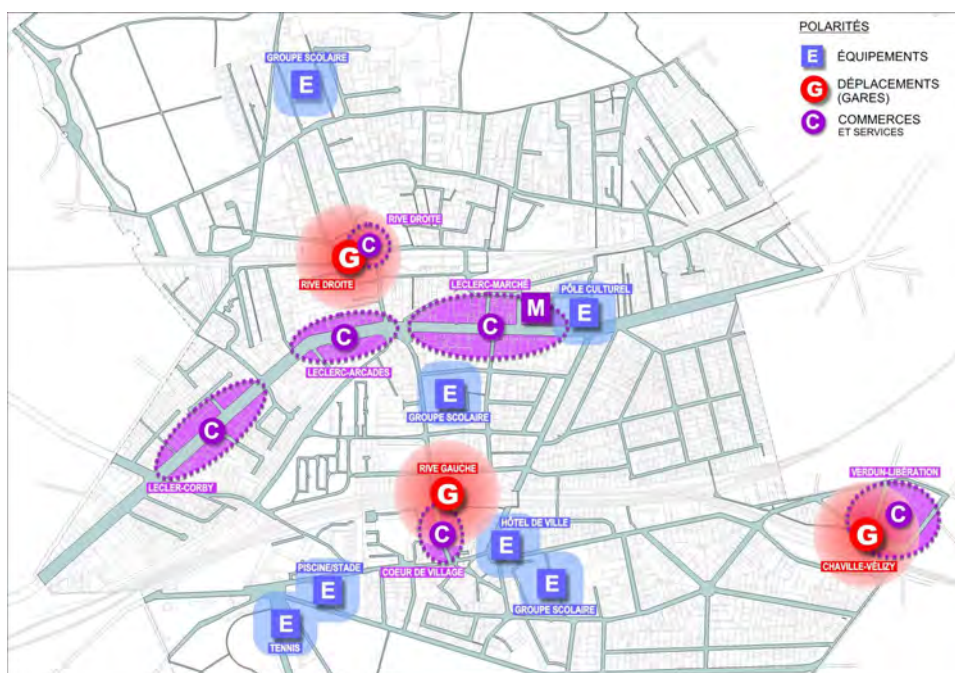 POLARITÉS
E ÉQUIPEMENTS
G DÉPLACEMENTS
(GARES)
C COMMERCES
ET SERVICES
GROUPE SCOLAIRE
E
RIVE DROITE
C
G
RIVE DROITE
LECLERC-MARCHÉ
PÔLE CULTUREL
M
E
C
C
LECLERC-ARCADES
E
GROUPE SCOLAIRE
C
LECLER-CORBY
RIVE GAUCHE
G
VERDUN-LIBÉRATION
C
G
CHAVILLE-VÉLIZY
HÔTEL DE VILLE
C
E
COEUR DE VILLAGE
PISCINE/STADE
E
E
GROUPE SCOLAIRE
E
TENNIS